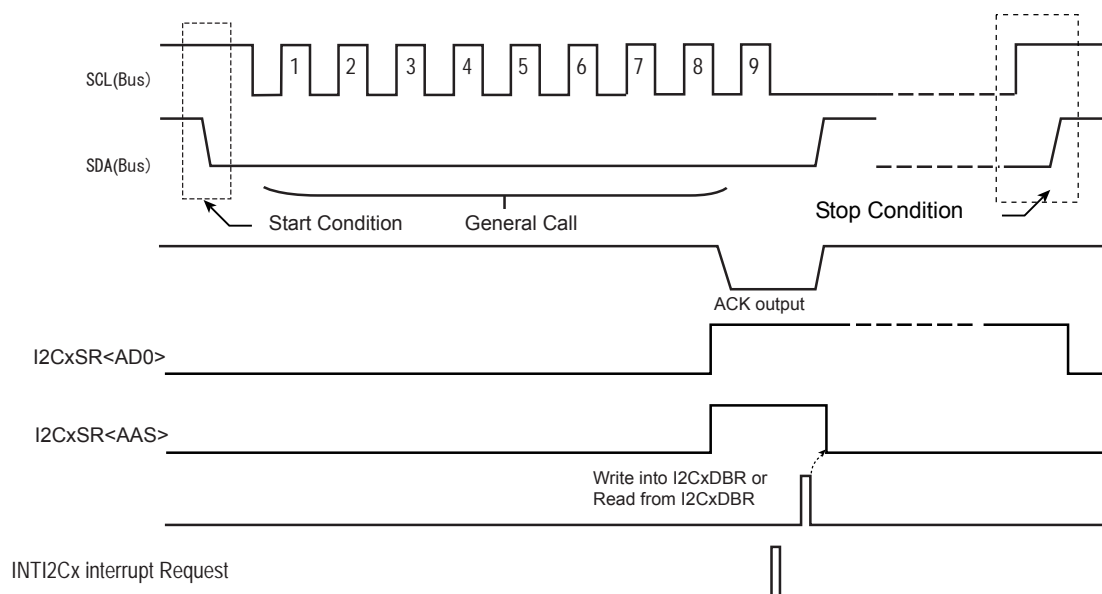 SCL(Bus)
1 2 3 4 5 6 7 8 9
SDA(Bus)
Start Condition
General Call
Stop Condition
ACK output
I2CxSR<AD0>
I2CxSR<AAS>
Write into I2CxDBR or
Read from I2CxDBR
INTI2Cx interrupt Request